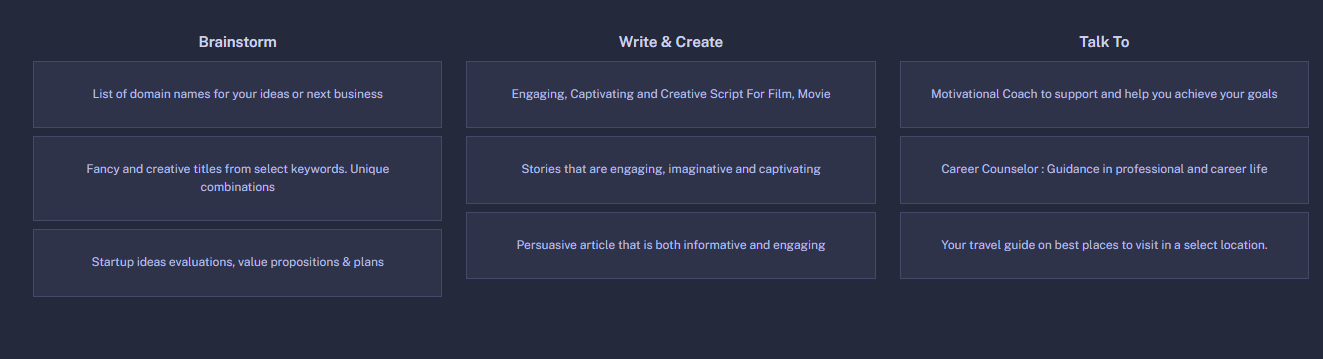 Brainstorm
List of domain names for your ideas or next business
Fancy and creative titles from select keywords. Unique
combinations
Startup ideas evaluations, value propositions & plans
Write & Create
Engaging, Captivating and Creative Script For Film, Movie
Stories that are engaging, imaginative and captivating
Persuasive article that is both informative and engaging
Talk To
Motivational Coach to support and help you achieve your goals
Career Counselor : Guidance in professional and career life
Your travel guide on best places to visit in a select location.